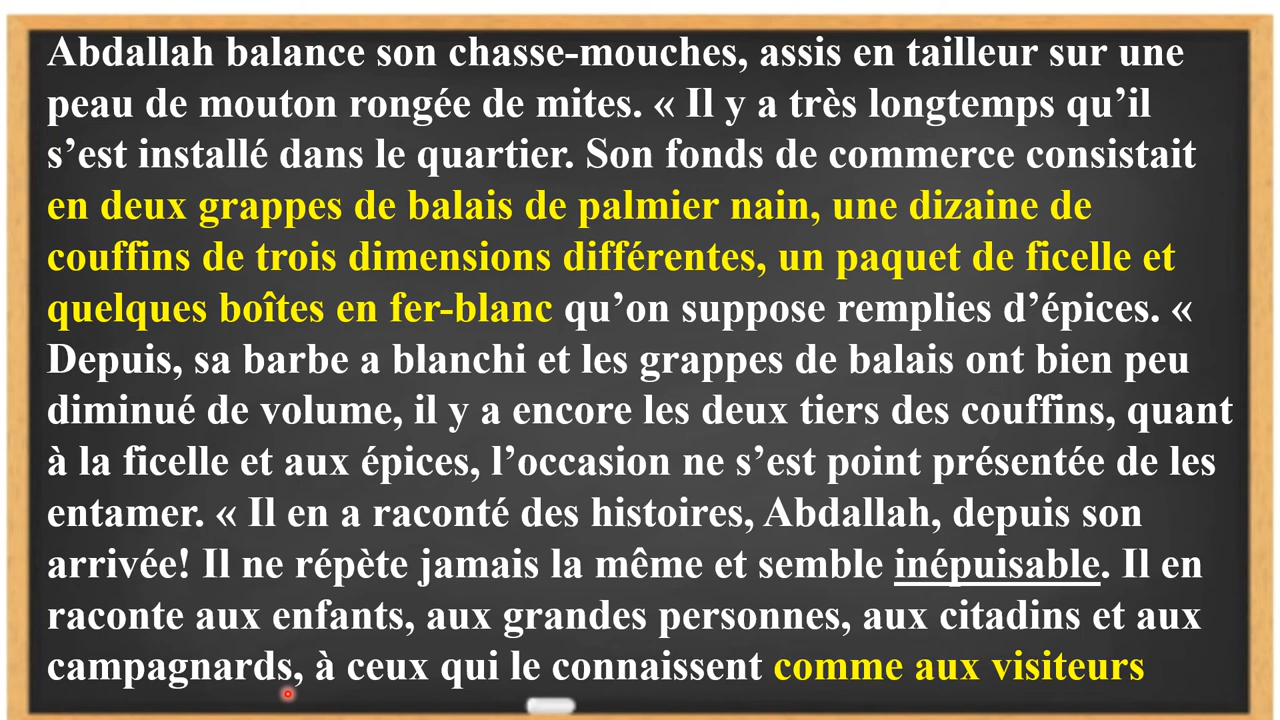 Abdallah balance son chasse-mouches, assis en tailleur sur une
peau de mouton rongée de mites. « Il y a très longtemps qu’il
s’est installé dans le quartier. Son fonds de commerce consistait
en deux grappes de balais de palmier nain, une dizaine de
couffins de trois dimensions différentes, un paquet de ficelle et
quelques boîtes en fer-blanc qu’on suppose remplies d’épices. «
Depuis, sa barbe a blanchi et les grappes de balais ont bien peu
diminué de volume, il y a encore les deux tiers des couffins, quant
à la ficelle et aux épices, l’occasion ne s’est point présentée de les
entamer. « Il en a raconté des histoires, Abdallah, depuis son
arrivée! Il ne répète jamais la même et semble inépuisable. Il en
raconte aux enfants, aux grandes personnes, aux citadins et aux
campagnards, à ceux qui le connaissent comme aux visiteurs